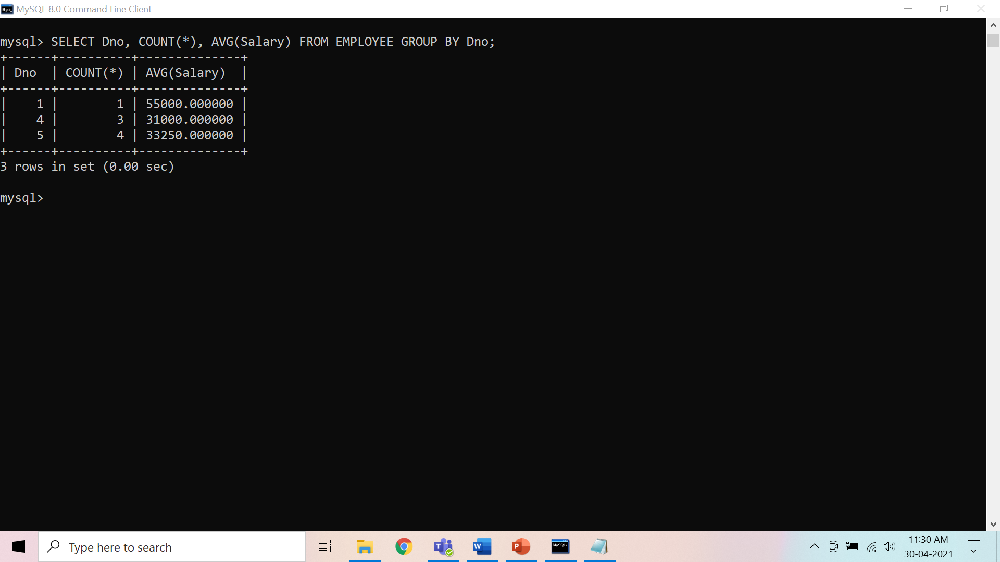 MySQL 8.0 Command Line Client
mysql> SELECT Dno, COUNT(*), AVG(Salary) FROM EMPLOYEE GROUP BY Dno;
+------+----------+--------------+
| Dno  | COUNT(*) | AVG(Salary)  |
+------+----------+--------------+
|    1 |        1 | 55000.000000 |
|    4 |        3 | 31000.000000 |
|    5 |        4 | 33250.000000 |
+------+----------+--------------+
3 rows in set (0.00 sec)
mysql>
Type here to search
T
W
P
MySQL>
11:30 AM
30-04-2021